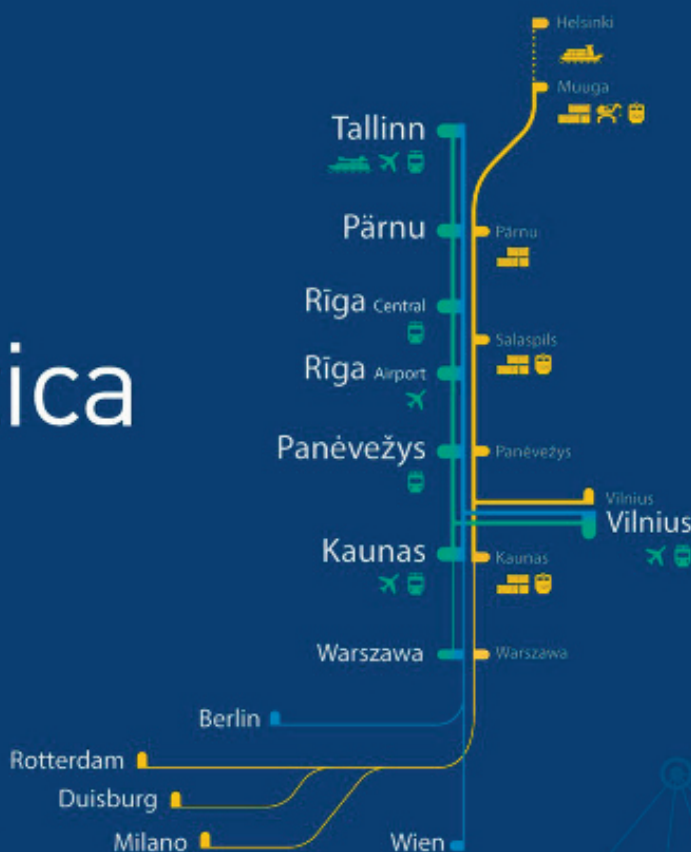 Helsinki
Muuga
Tallinn
Pärnu
Pärnu
Rīga Central
Salaspils
Rīga Airport
ica
Panėvežys
Panėvežys
Vilnius
Vilnius
Kaunas
Kaunas
Warszawa
Warszawa
Berlin
Rotterdam
Duisburg
Milano
Wien